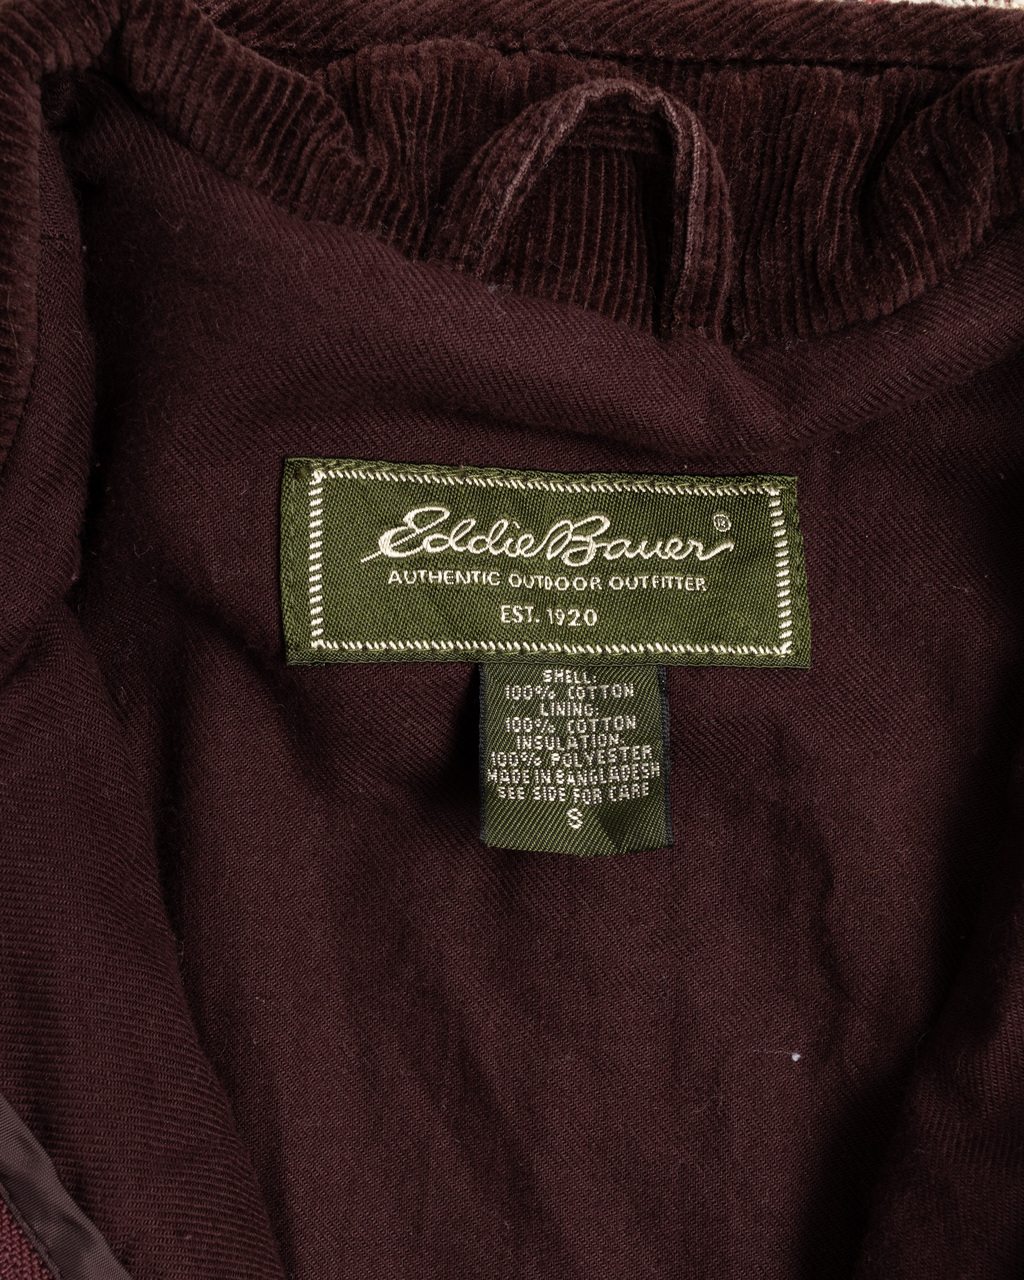 Eddie Bauer®
AUTHENTIC OUTDOOR OUTFITTER
EST. 1920
SHELL:
100% COTTON
LINING:
100% COTTON
INSULATION:
100% POLYESTER
MADE IN BANGLADESH
SEE SIDE FOR CARE
S